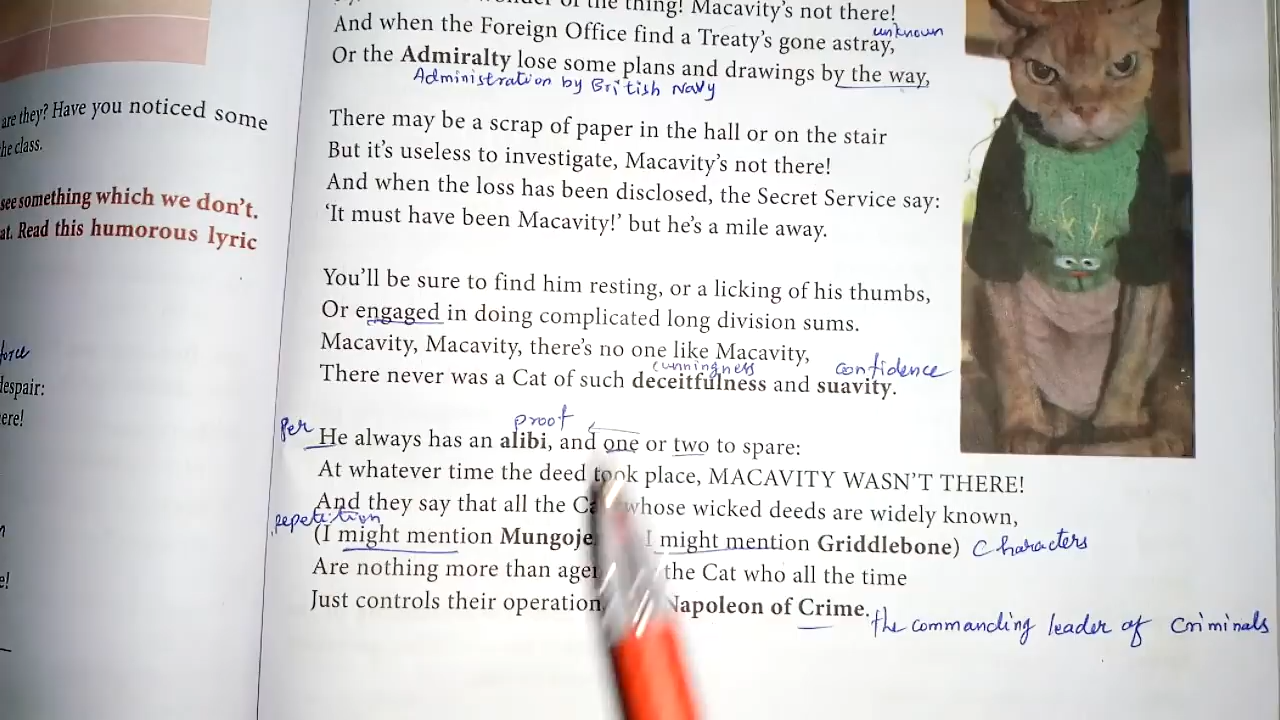 of the thing! Macavity's not there!
And when the Foreign Office find a Treaty's gone astray,
unknown
Or the Admiralty lose some plans and drawings by the way,
Administration by British Navy
There may be a scrap of paper in the hall or on the stair
But it's useless to investigate, Macavity's not there!
And when the loss has been disclosed, the Secret Service say:
'It must have been Macavity!' but he's a mile away.
You'll be sure to find him resting, or a licking of his thumbs,
Or engaged in doing complicated long division sums.
Macavity, Macavity, there's no one like Macavity,
cunningness confidence
There never was a Cat of such deceitfulness and suavity.
proof
Per
He always has an alibi, and one or two to spare:
At whatever time the deed took place, MACAVITY WASN'T THERE!
And they say that all the whose wicked deeds are widely known,
repetition
(I might mention I might mention Griddlebone) Characters
Are nothing more than the Cat who all the time
Just controls their Napoleon of Crime.
the commanding leader of Criminals
are they? Have you noticed some
he class.
see something which we don't.
at. Read this humorous lyric
force
despair:
ere!
e!